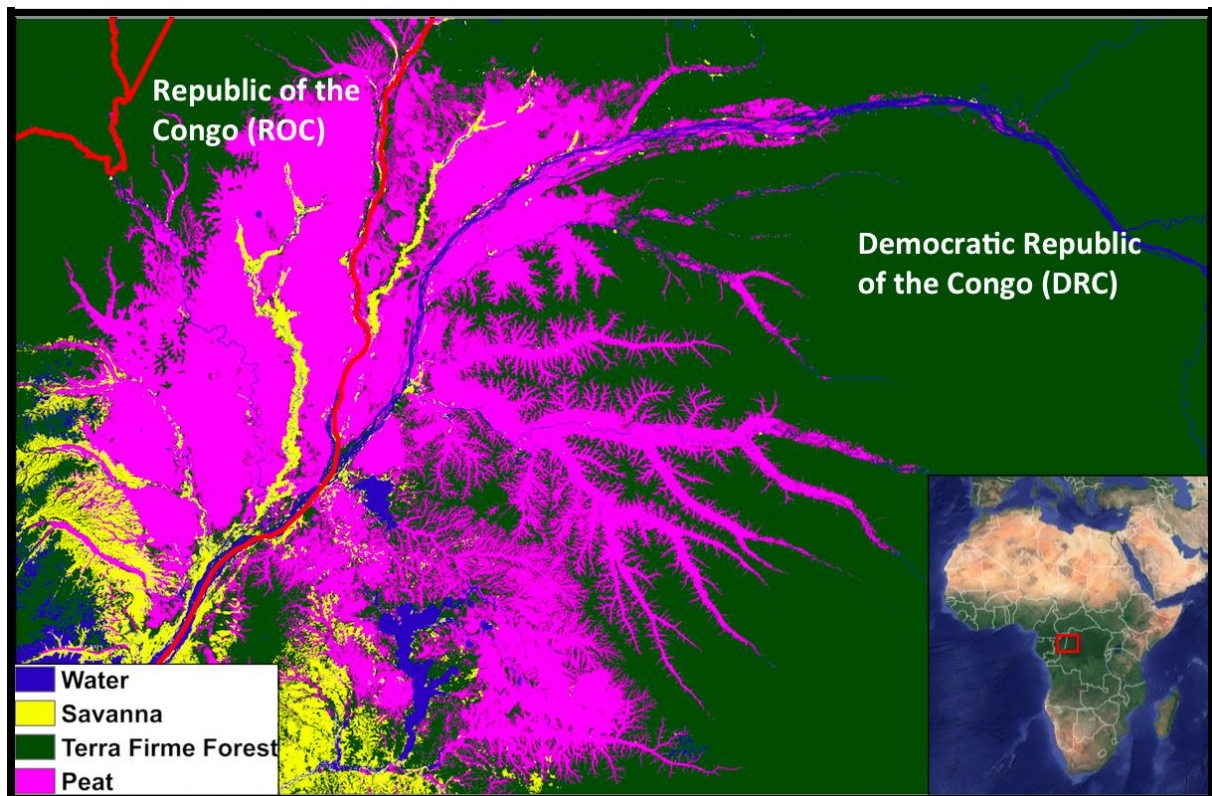 Republic of the
Congo (ROC)
Democratic Republic
of the Congo (DRC)
Water
Savanna
Terra Firme Forest
Peat